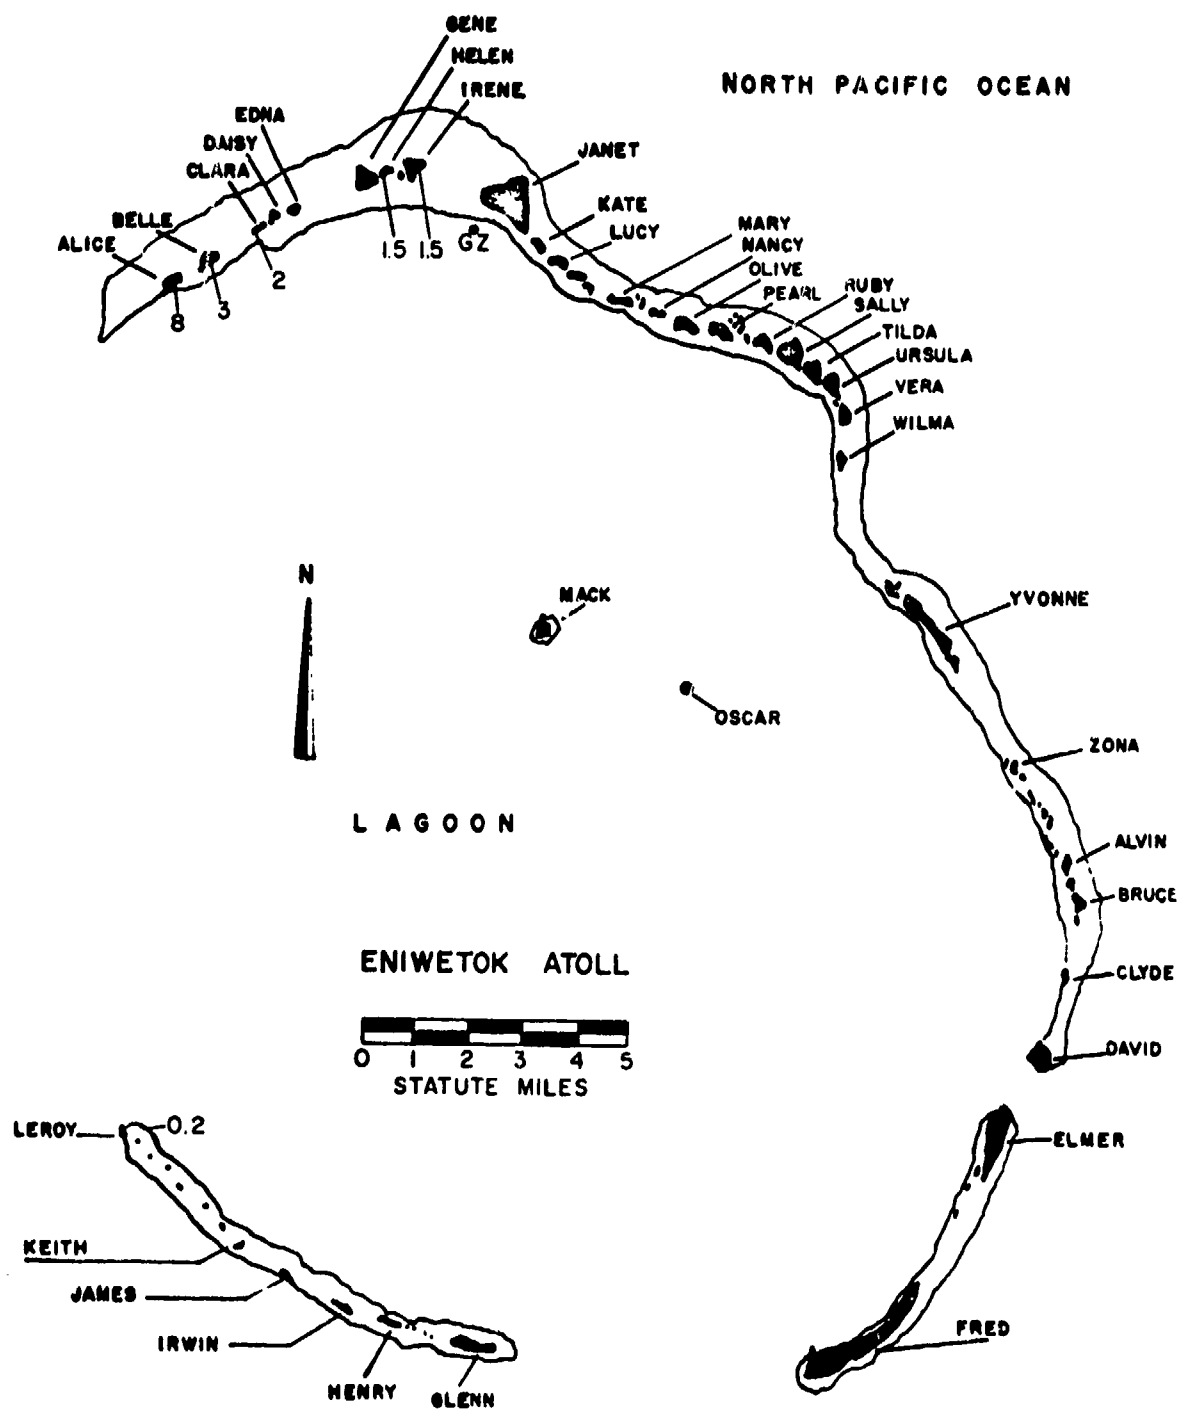 GENE
HELEN
IRENE
NORTH PACIFIC OCEAN
EDNA
DAISY
CLARA
JANET
BELLE
ALICE
KATE
LUCY
MARY
NANCY
OLIVE
PEARL
RUBY
SALLY
TILDA
URSULA
VERA
WILMA
1.5 1.5
GZ
2
3
8
N
MACK
YVONNE
OSCAR
ZONA
LAGOON
ALVIN
BRUCE
ENIWETOK ATOLL
CLYDE
0 1 2 3 4 5
STATUTE MILES
DAVID
LEROY
0.2
ELMER
KEITH
JAMES
IRWIN
FRED
HENRY
GLENN